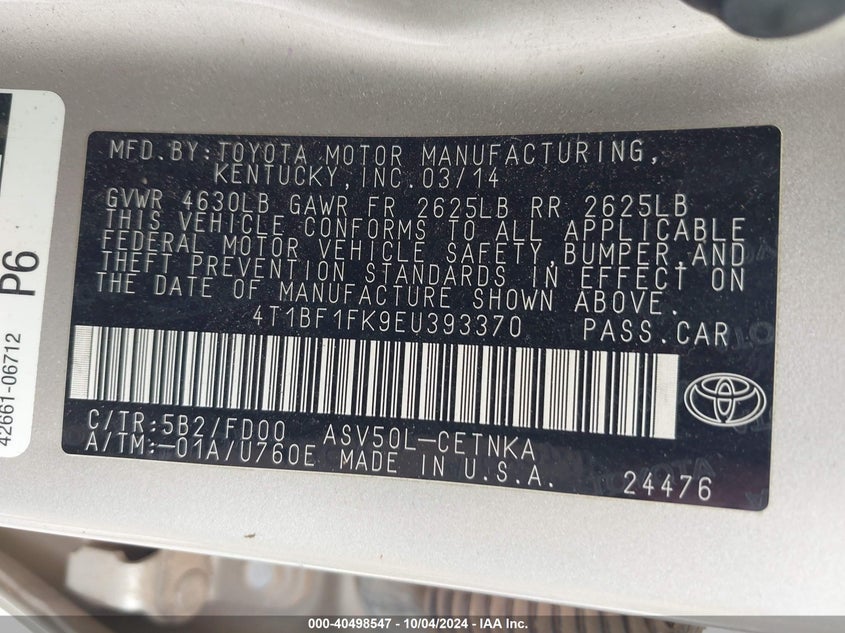 MFD.BY:TOYOTA MOTOR MANUFACTURING,
KENTUCKY,INC.03/14
GVWR 4630LB GAWR FR 2625LB RR 2625LB
THIS VEHICLE CONFORMS TO ALL APPLICABLE
FEDERAL MOTOR VEHICLE SAFETY,BUMPER,AND
THEFT PREVENTION STANDARDS IN EFFECT ON
THE DATE OF MANUFACTURE SHOWN ABOVE.
4T1BF1FK9EU393370 PASS.CAR
C/TR:5B2/FD00 ASV50L-CETNKA
A/TM:-01A/U760E MADE IN U.S.A. 24476
P6
42661-06712
000-40498547 - 10/04/2024 - IAA Inc.